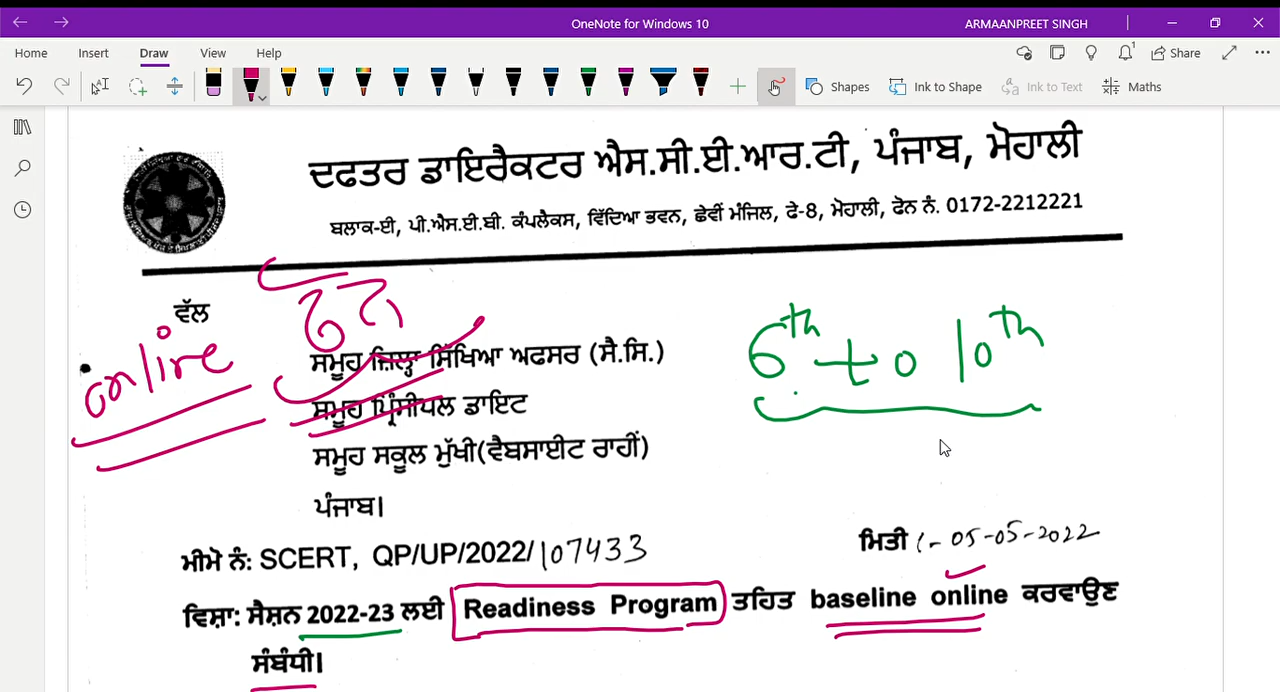 OneNote for Windows 10
ARMAANPREET SINGH
Home Insert Draw View Help
1 Share
Shapes Ink to Shape Ink to Text Maths
ਦਫਤਰ ਡਾਇਰੈਕਟਰ ਐਸ.ਸੀ.ਈ.ਆਰ.ਟੀ, ਪੰਜਾਬ, ਮੋਹਾਲੀ
ਬਲਾਕ-ਈ, ਪੀ.ਐਸ.ਈ.ਬੀ. ਕੰਪਲੈਕਸ, ਵਿੱਦਿਆ ਭਵਨ, ਛੇਵੀਂ ਮੰਜਿਲ, ਫੇ-8, ਮੋਹਾਲੀ, ਫੋਨ ਨੰ. 0172-2212221
ਵੱਲ
online
6th to 10th
ਸਮੂਹ ਜ਼ਿਲ੍ਹਾ ਸਿੱਖਿਆ ਅਫਸਰ (ਸੈ.ਸਿ.)
ਸਮੂਹ ਪ੍ਰਿੰਸੀਪਲ ਡਾਇਟ
ਸਮੂਹ ਸਕੂਲ ਮੁੱਖੀ(ਵੈਬਸਾਈਟ ਰਾਹੀਂ)
ਪੰਜਾਬ।
ਮਿਤੀ :- 05-05-2022
ਮੀਮੋ ਨੰ: SCERT, QP/UP/2022/107433
ਵਿਸ਼ਾ: ਸੈਸ਼ਨ 2022-23 ਲਈ Readiness Program ਤਹਿਤ baseline online ਕਰਵਾਉਣ
ਸੰਬੰਧੀ।